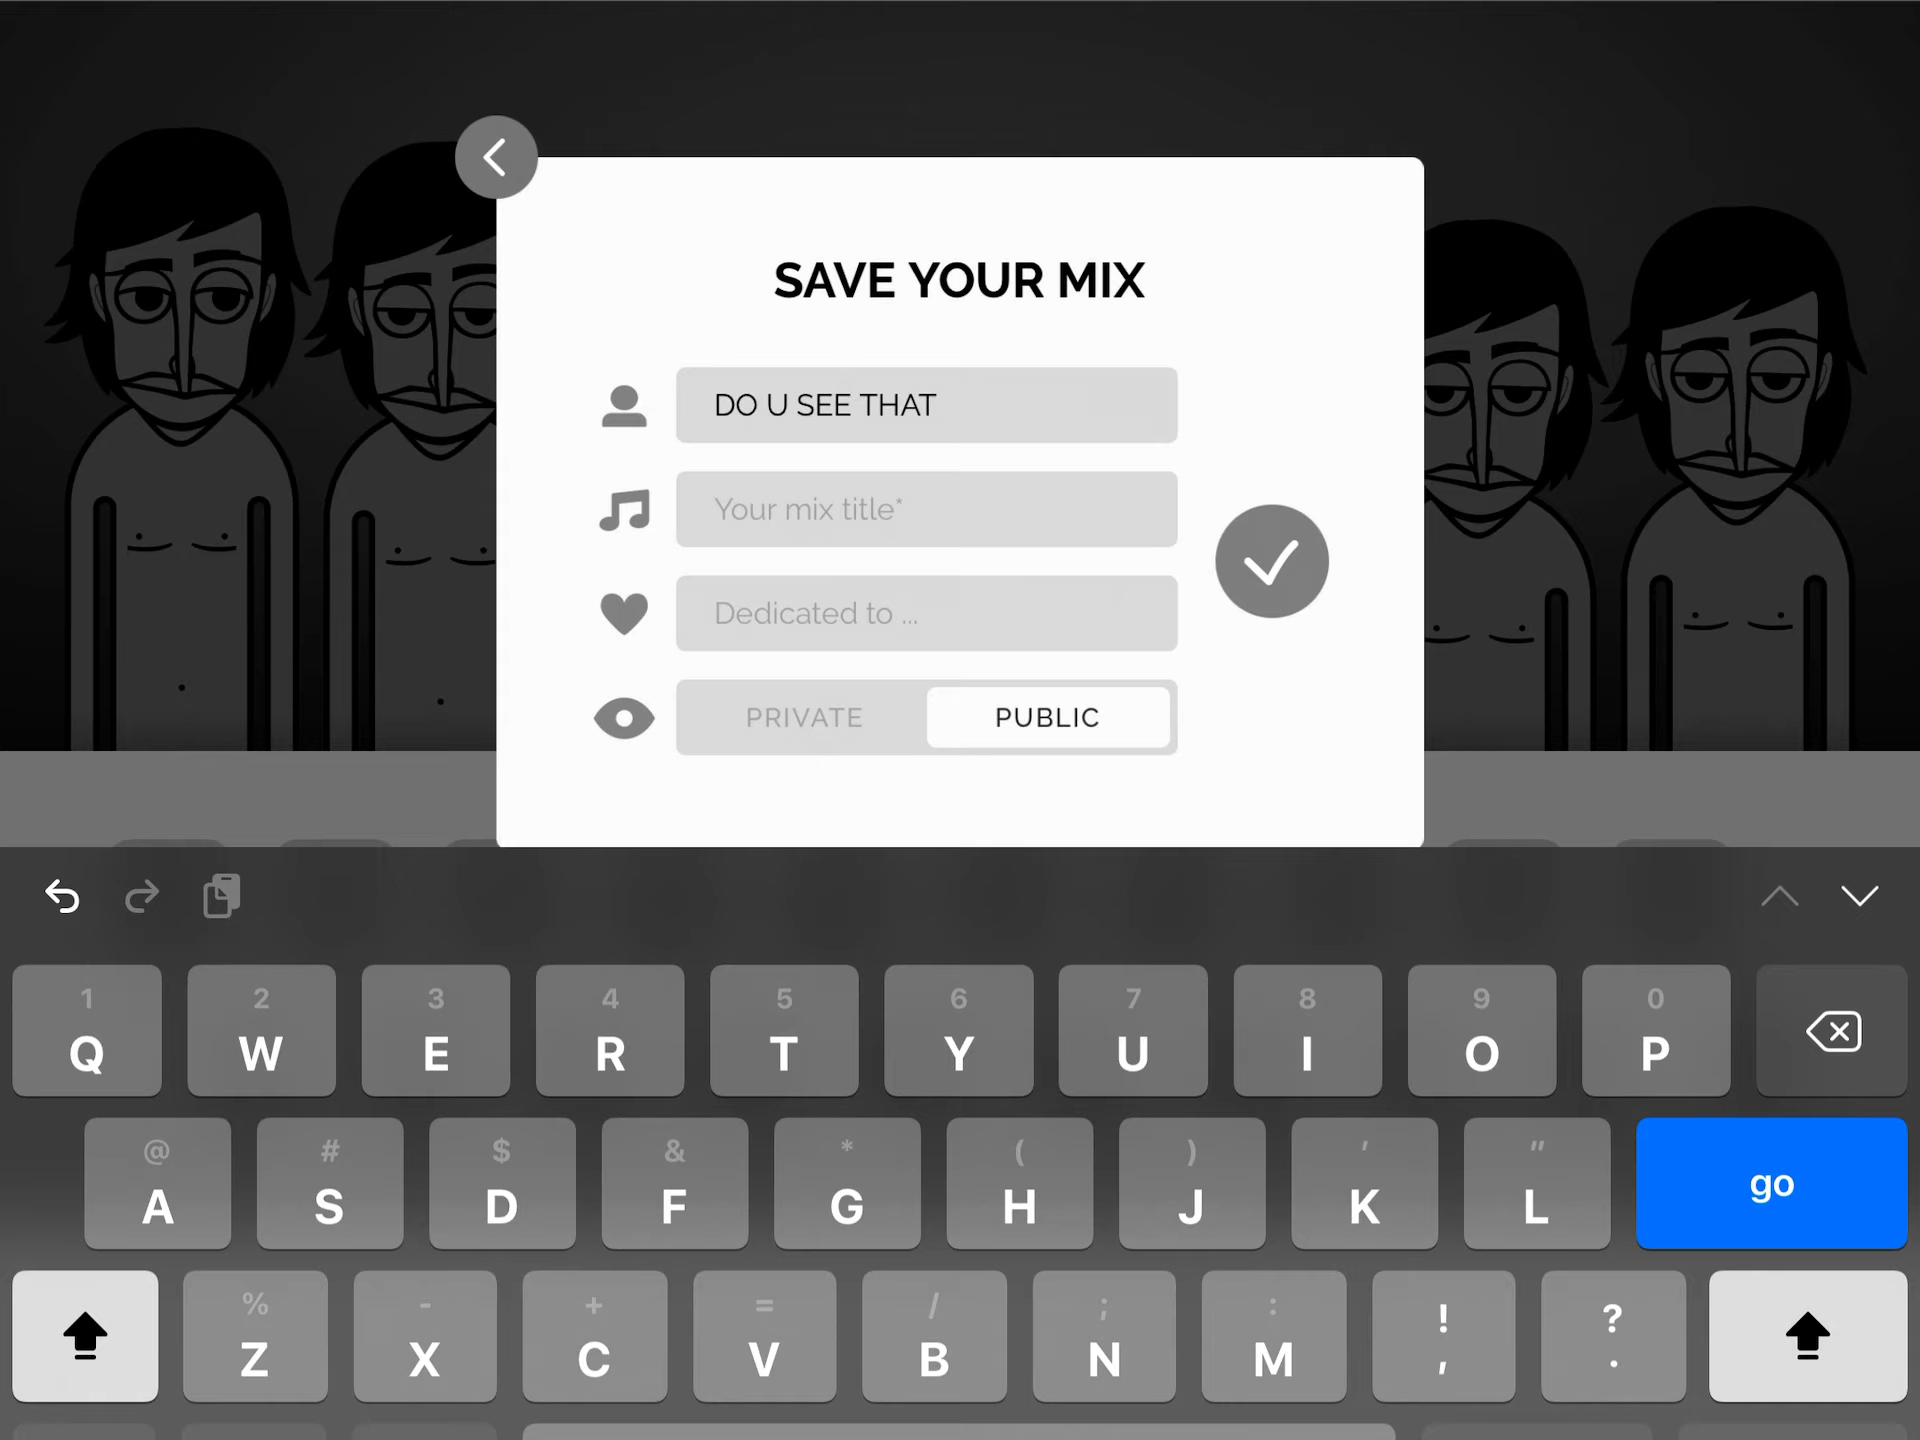 SAVE YOUR MIX
DO U SEE THAT
Your mix title*
Dedicated to ...
PRIVATE PUBLIC
1 2 3 4 5 6 7 8 9 0
Q W E R T Y U I O P
@ # $ & * ( ) ' "
A S D F G H J K L go
% - + = / ; : ! ?
Z X C V B N M , .